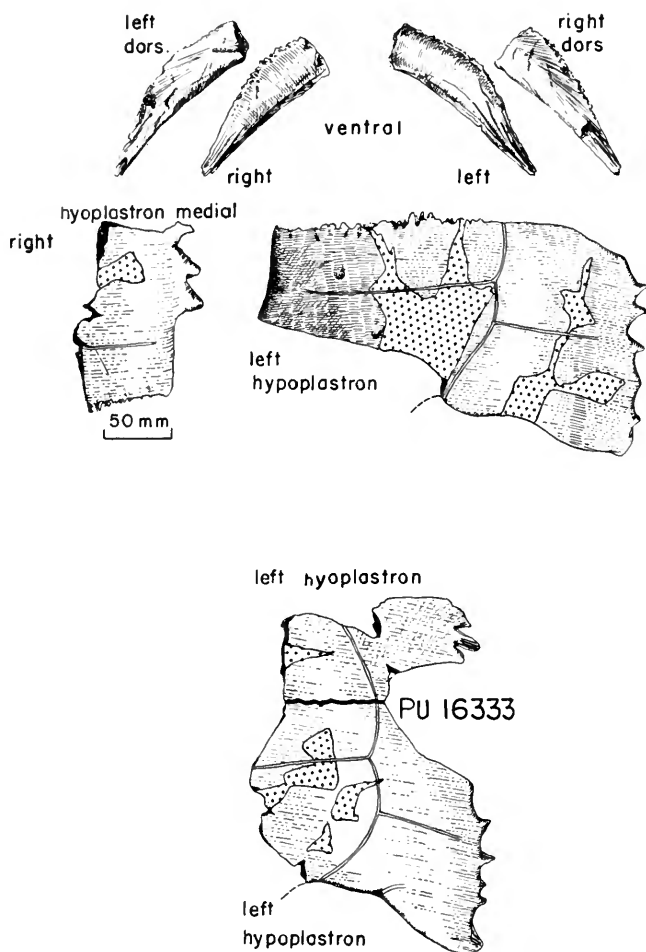 left
dors.
right
dors
ventral
right
left
hyoplastron medial
right
left
hypoplastron
50 mm
left hyoplastron
PU 16333
left
hypoplastron